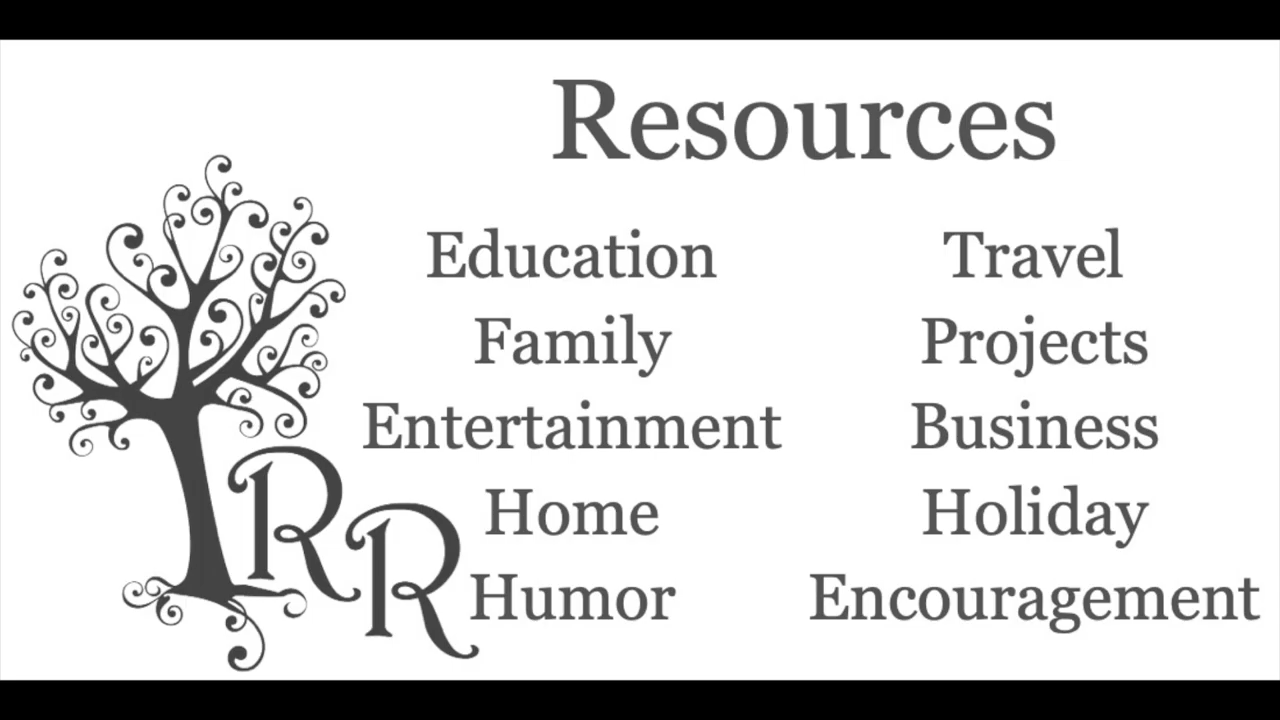 Resources
Education
Family
Entertainment
Home
Humor
Travel
Projects
Business
Holiday
Encouragement
RR